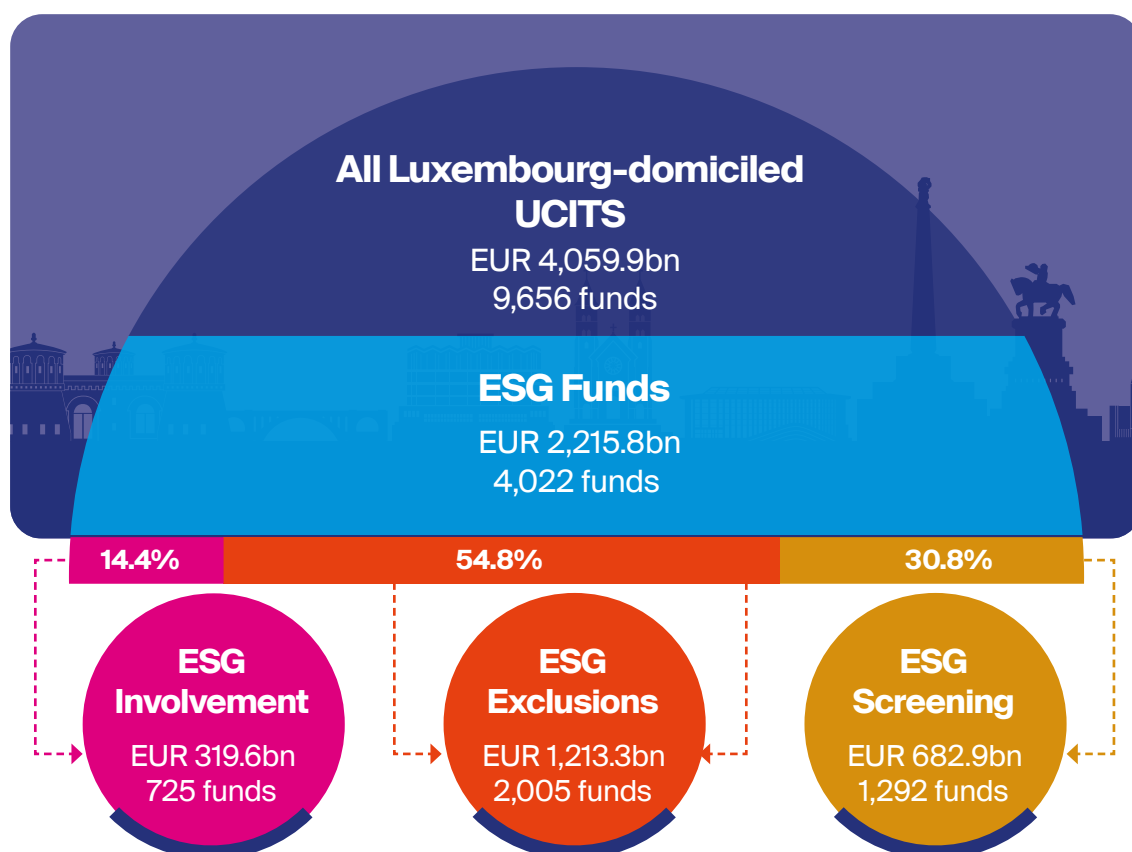 All Luxembourg-domiciled
UCITS
EUR 4,059.9bn
9,656 funds
ESG Funds
EUR 2,215.8bn
4,022 funds
14.4%
54.8%
30.8%
ESG
Involvement
EUR 319.6bn
725 funds
ESG
Exclusions
EUR 1,213.3bn
2,005 funds
ESG
Screening
EUR 682.9bn
1,292 funds